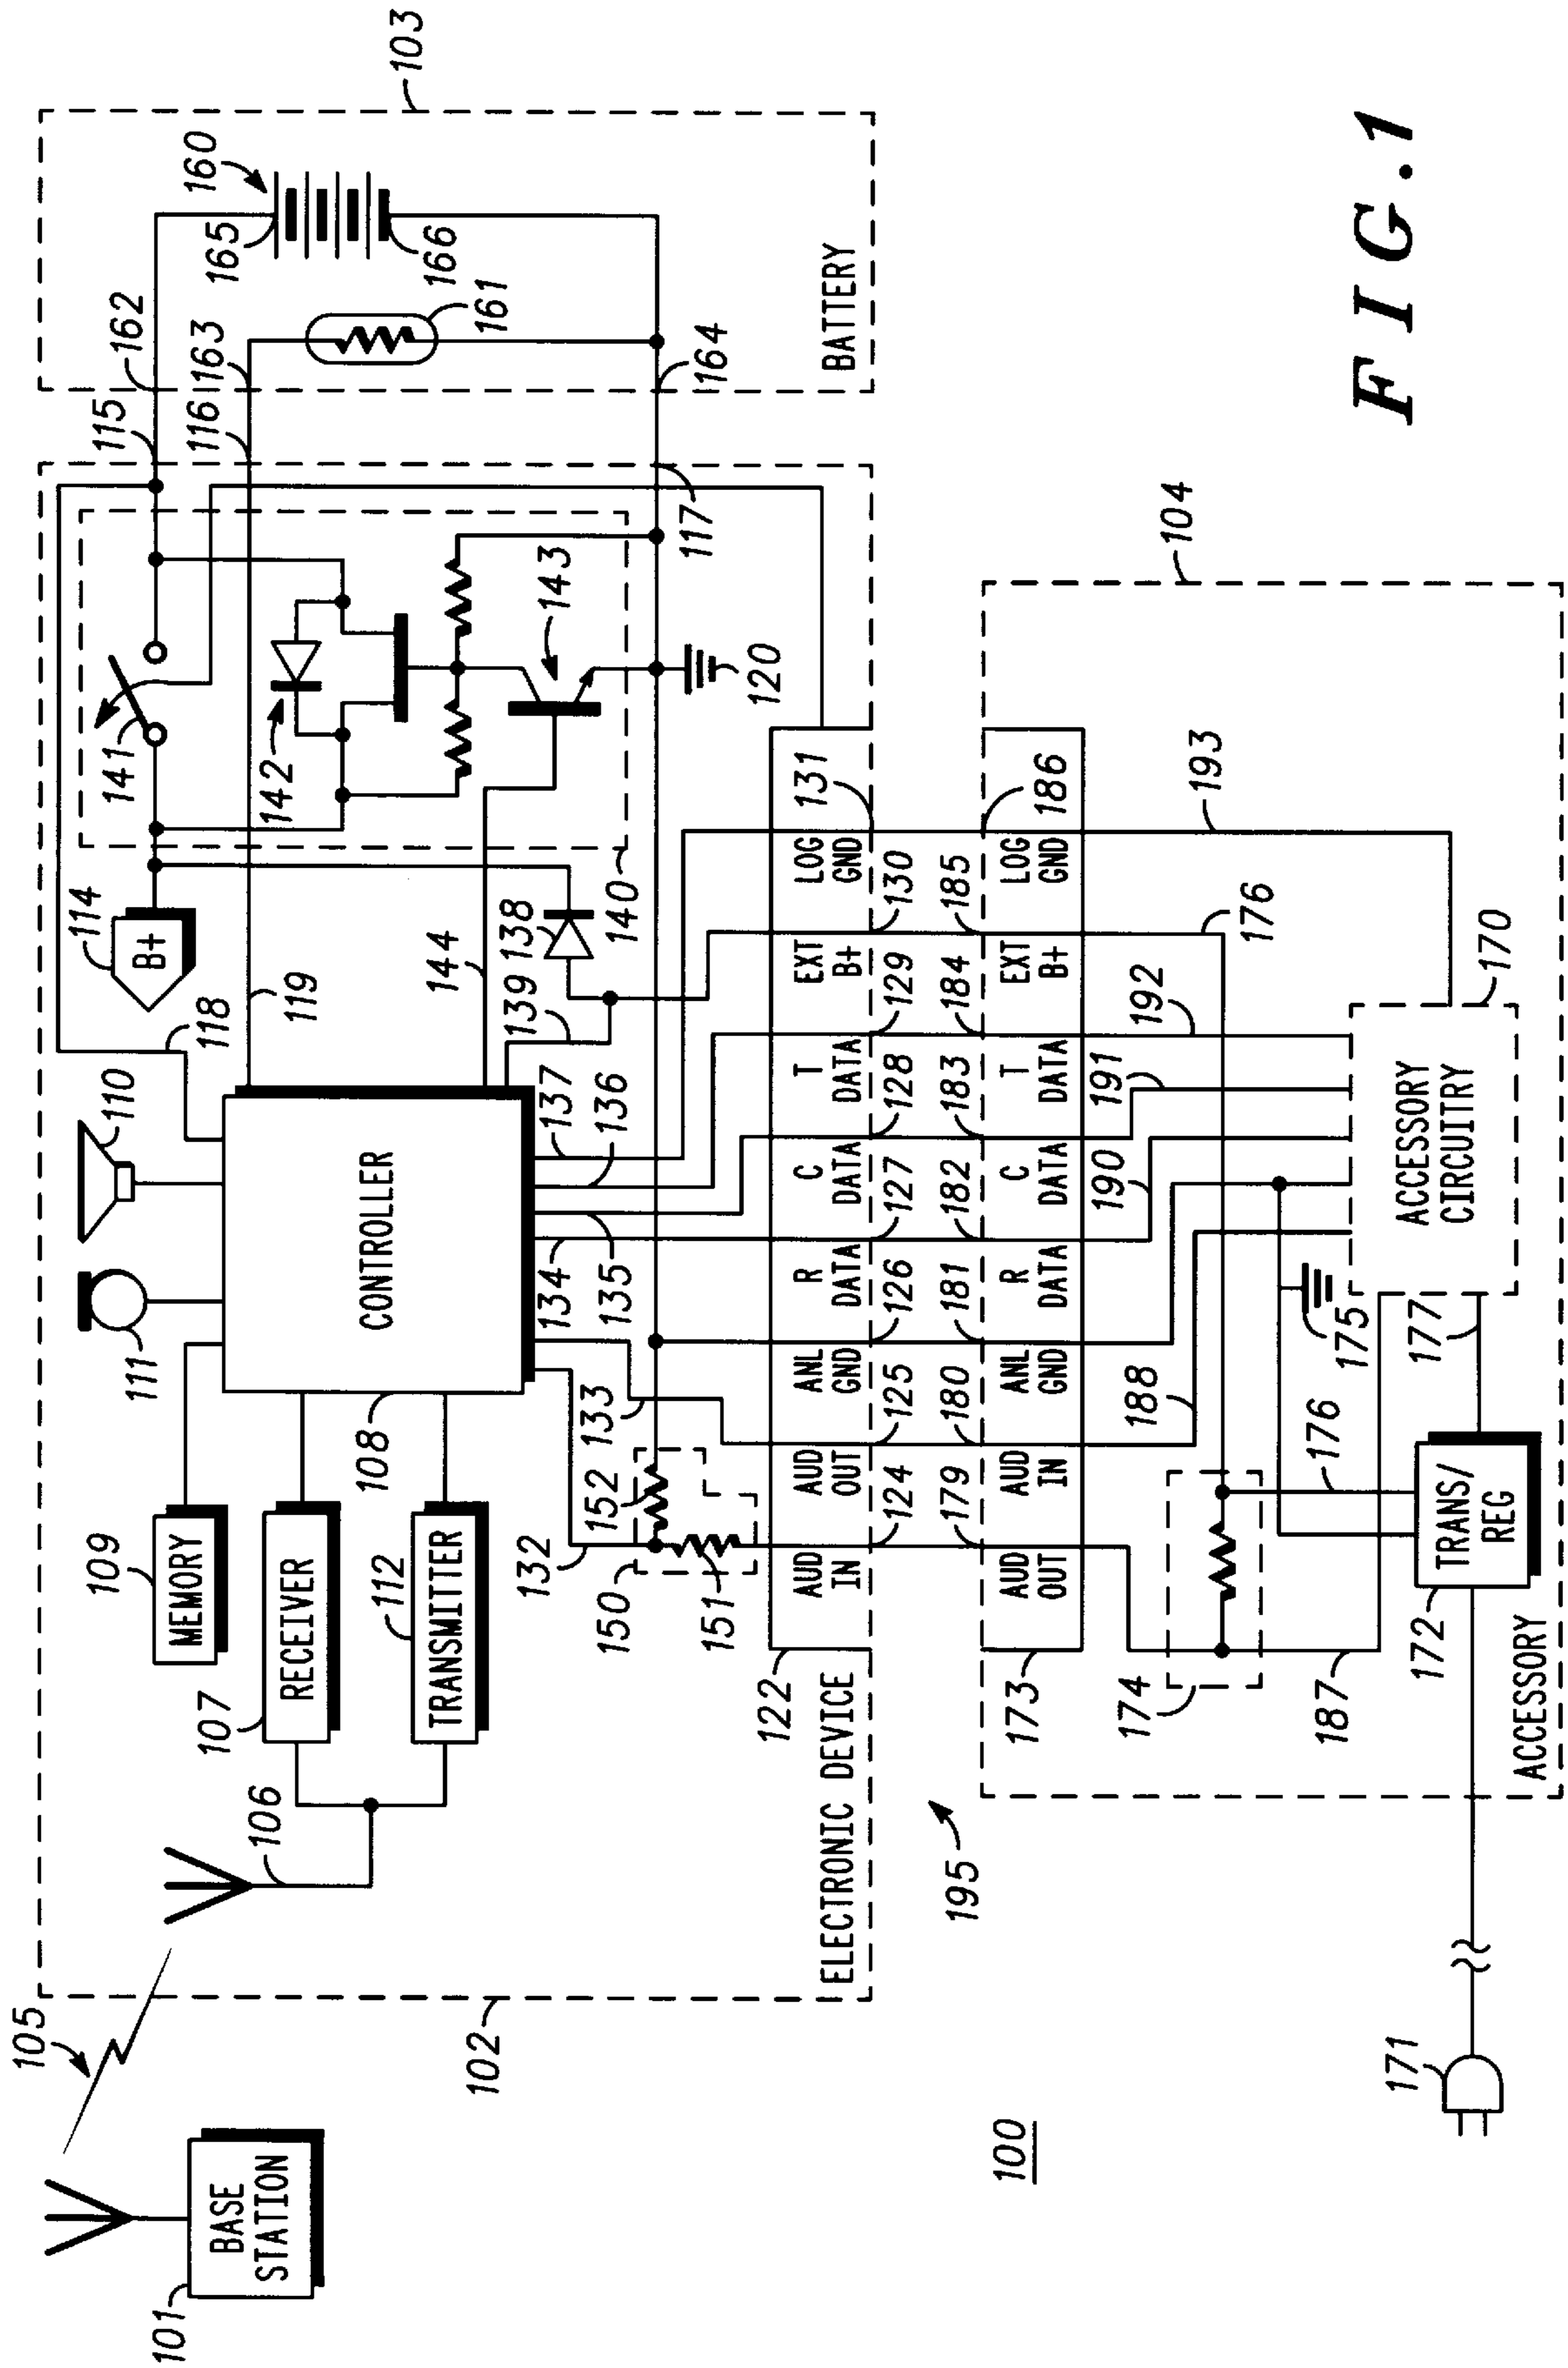 105
101
BASE
STATION
102
106
107
RECEIVER
109
MEMORY
112
TRANSMITTER
108
CONTROLLER
111
110
118
119
114
B+
141
142
143
144
139
138
140
115
116
117
120
162
163
164
165
160
166
161
BATTERY
103
132
133
134
135
136
137
150
151
152
122
ELECTRONIC DEVICE
AUD
IN
AUD
OUT
ANL
GND
R
DATA
C
DATA
T
DATA
EXT
B+
LOG
GND
131
124
125
126
127
128
129
130
179
180
181
182
183
184
185
186
195
173
AUD
OUT
AUD
IN
ANL
GND
R
DATA
C
DATA
T
DATA
EXT
B+
LOG
GND
104
174
187
188
190
191
192
176
193
175
176
177
172
TRANS/
REG
ACCESSORY
CIRCUITRY
170
ACCESSORY
171
100
FIG.1